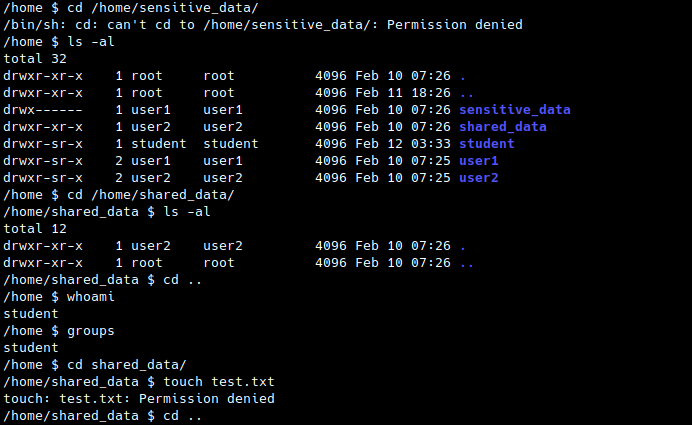 /home $ cd /home/sensitive_data/
/bin/sh: cd: can't cd to /home/sensitive_data/: Permission denied
/home $ ls -al
total 32
drwxr-xr-x    1 root     root          4096 Feb 10 07:26 .
drwxr-xr-x    1 root     root          4096 Feb 11 18:26 ..
drwx------    1 user1    user1         4096 Feb 10 07:26 sensitive_data
drwxr-xr-x    1 user2    user2         4096 Feb 10 07:26 shared_data
drwxr-sr-x    1 student  student       4096 Feb 12 03:33 student
drwxr-sr-x    2 user1    user1         4096 Feb 10 07:25 user1
drwxr-sr-x    2 user2    user2         4096 Feb 10 07:25 user2
/home $ cd /home/shared_data/
/home/shared_data $ ls -al
total 12
drwxr-xr-x    1 user2    user2         4096 Feb 10 07:26 .
drwxr-xr-x    1 root     root          4096 Feb 10 07:26 ..
/home/shared_data $ cd ..
/home $ whoami
student
/home $ groups
student
/home $ cd shared_data/
/home/shared_data $ touch test.txt
touch: test.txt: Permission denied
/home/shared_data $ cd ..